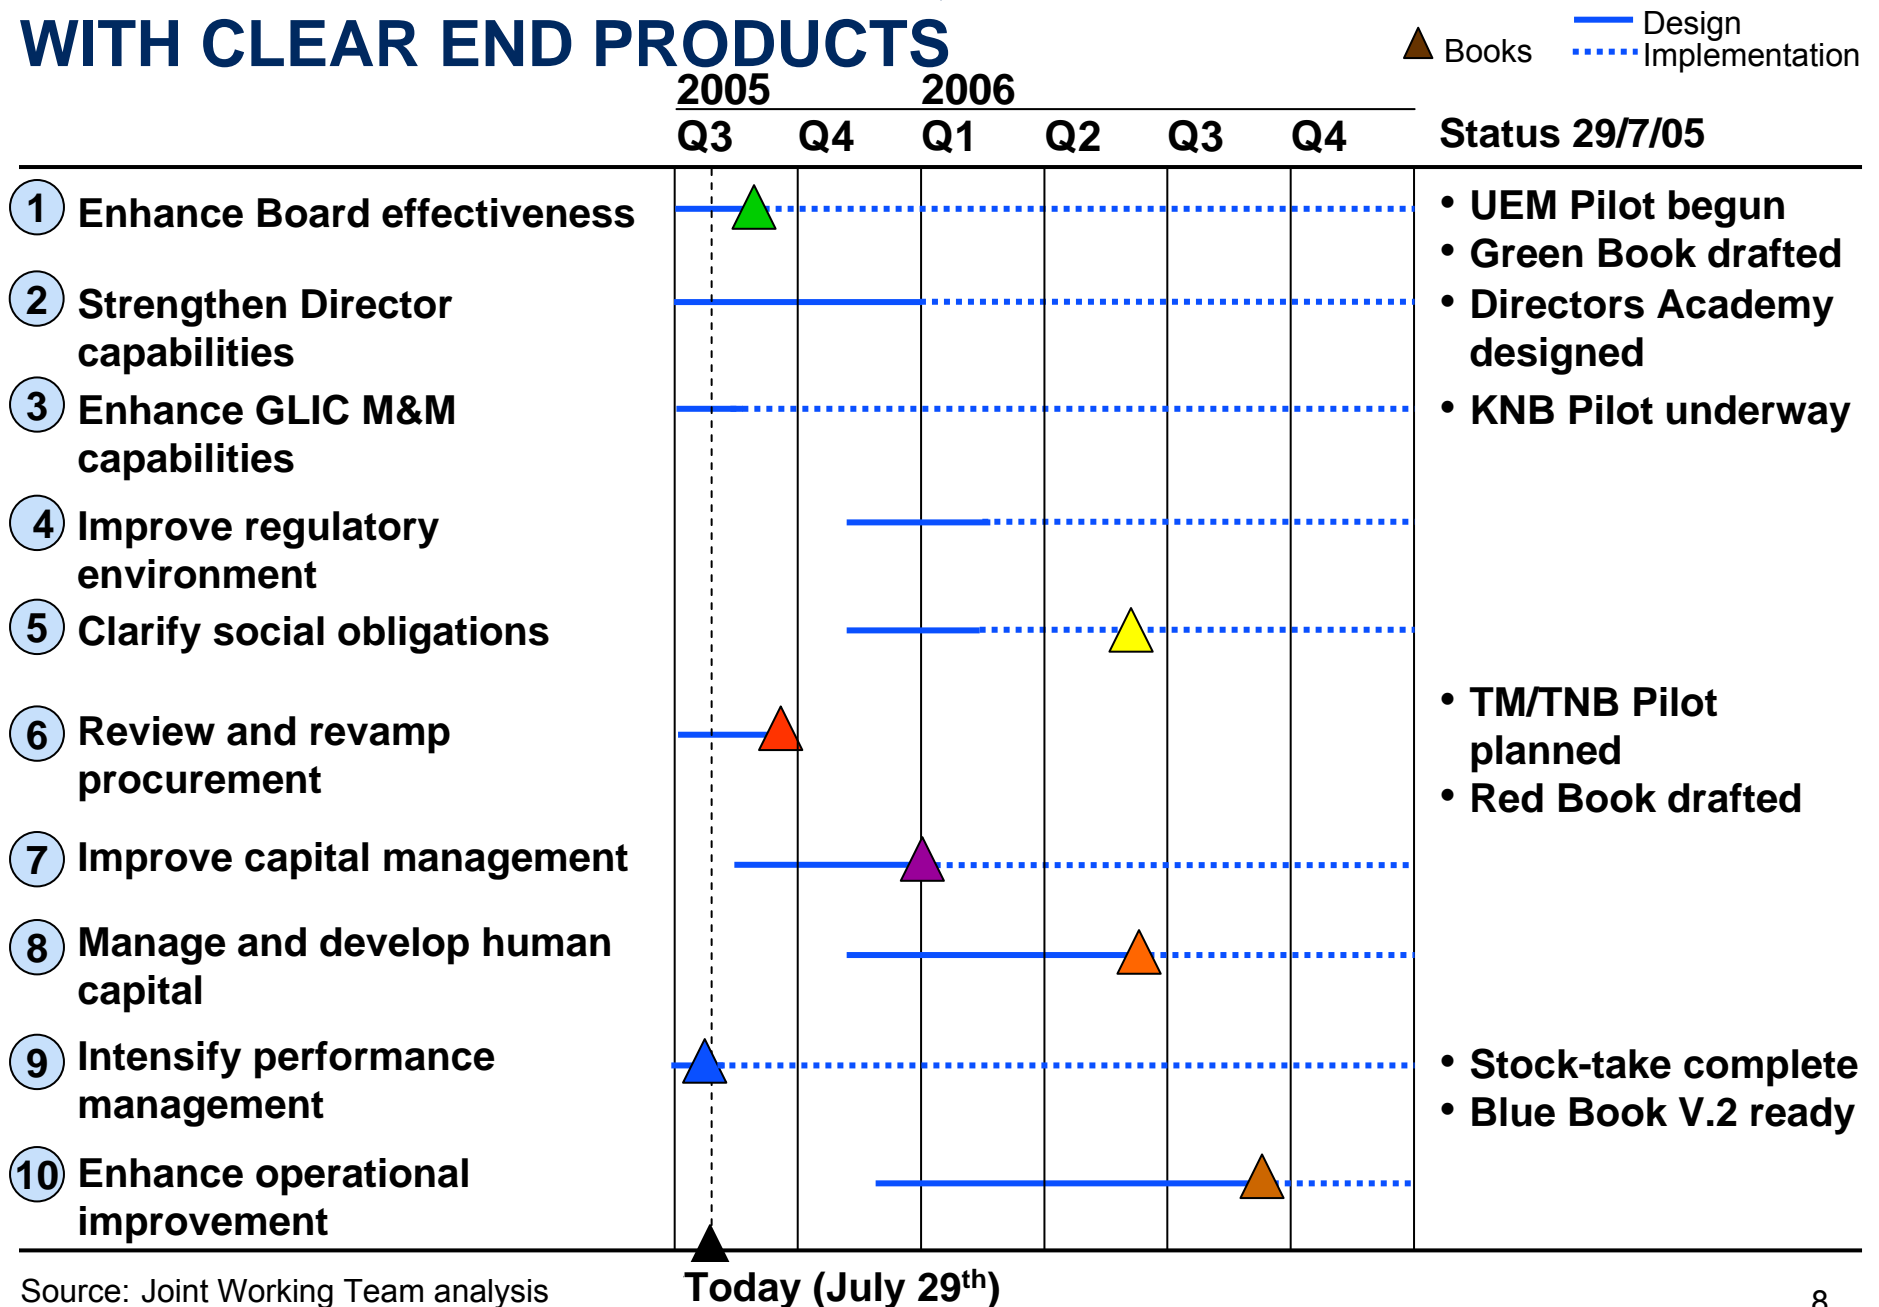 WITH CLEAR END PRODUCTS
Books
Design
Implementation
2005 2006
Q3 Q4 Q1 Q2 Q3 Q4 Status 29/7/05
1 Enhance Board effectiveness
• UEM Pilot begun
• Green Book drafted
2 Strengthen Director
capabilities
• Directors Academy
designed
3 Enhance GLIC M&M
capabilities
• KNB Pilot underway
4 Improve regulatory
environment
5 Clarify social obligations
6 Review and revamp
procurement
• TM/TNB Pilot
planned
• Red Book drafted
7 Improve capital management
8 Manage and develop human
capital
9 Intensify performance
management
• Stock-take complete
• Blue Book V.2 ready
10 Enhance operational
improvement
Today (July 29th)
Source: Joint Working Team analysis
8